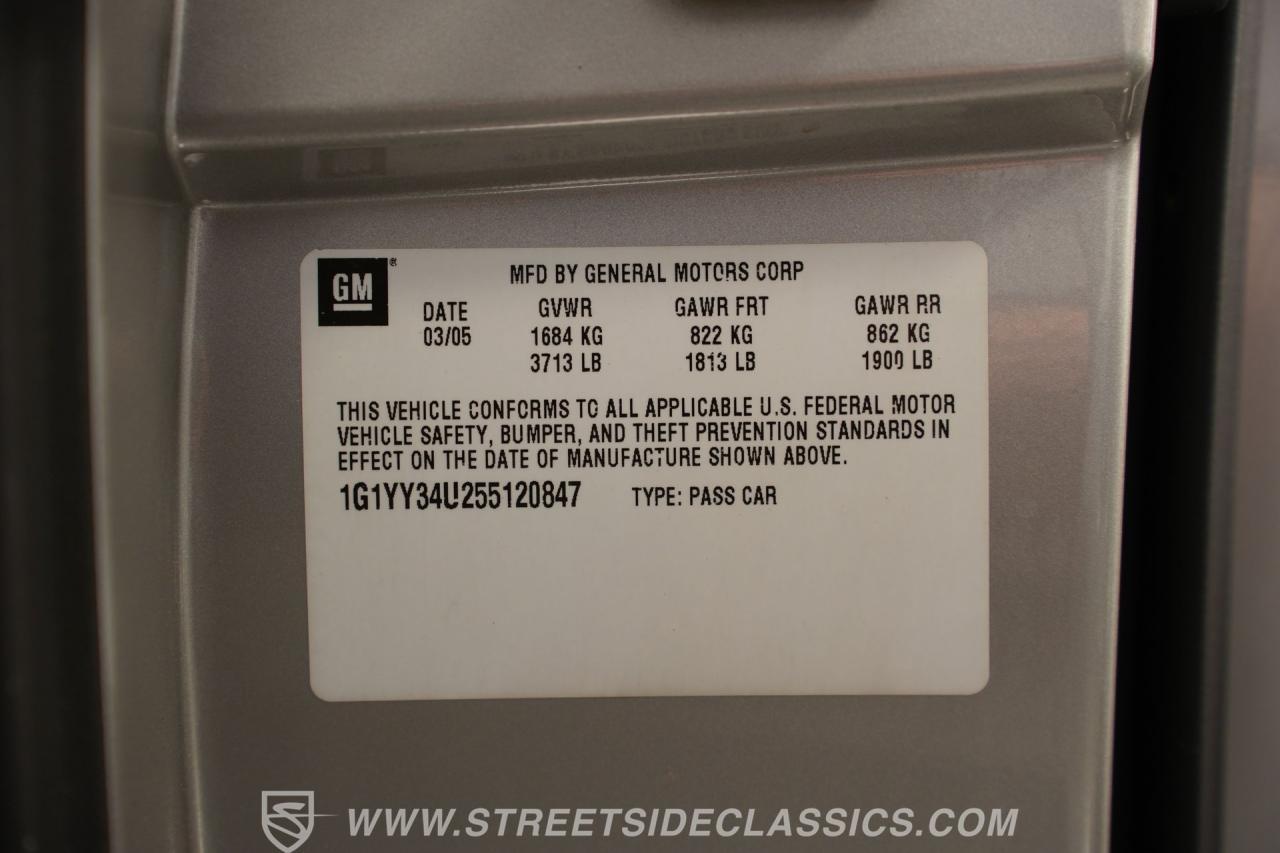 GM®
MFD BY GENERAL MOTORS CORP
DATE GVWR GAWR FRT GAWR RR
03/05 1684 KG 822 KG 862 KG
3713 LB 1813 LB 1900 LB
THIS VEHICLE CONFORMS TO ALL APPLICABLE U.S. FEDERAL MOTOR
VEHICLE SAFETY, BUMPER, AND THEFT PREVENTION STANDARDS IN
EFFECT ON THE DATE OF MANUFACTURE SHOWN ABOVE.
1G1YY34U255120847 TYPE: PASS CAR
WWW.STREETSIDECLASSICS.COM